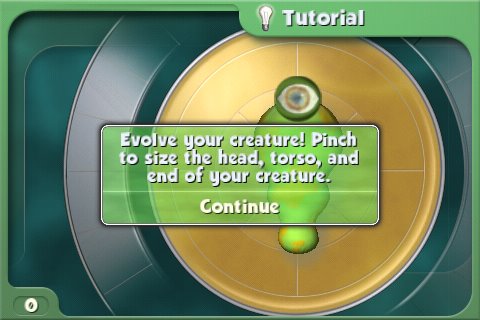 Tutorial
Evolve your creature! Pinch
to size the head, torso, and
end of your creature.
Continue
0